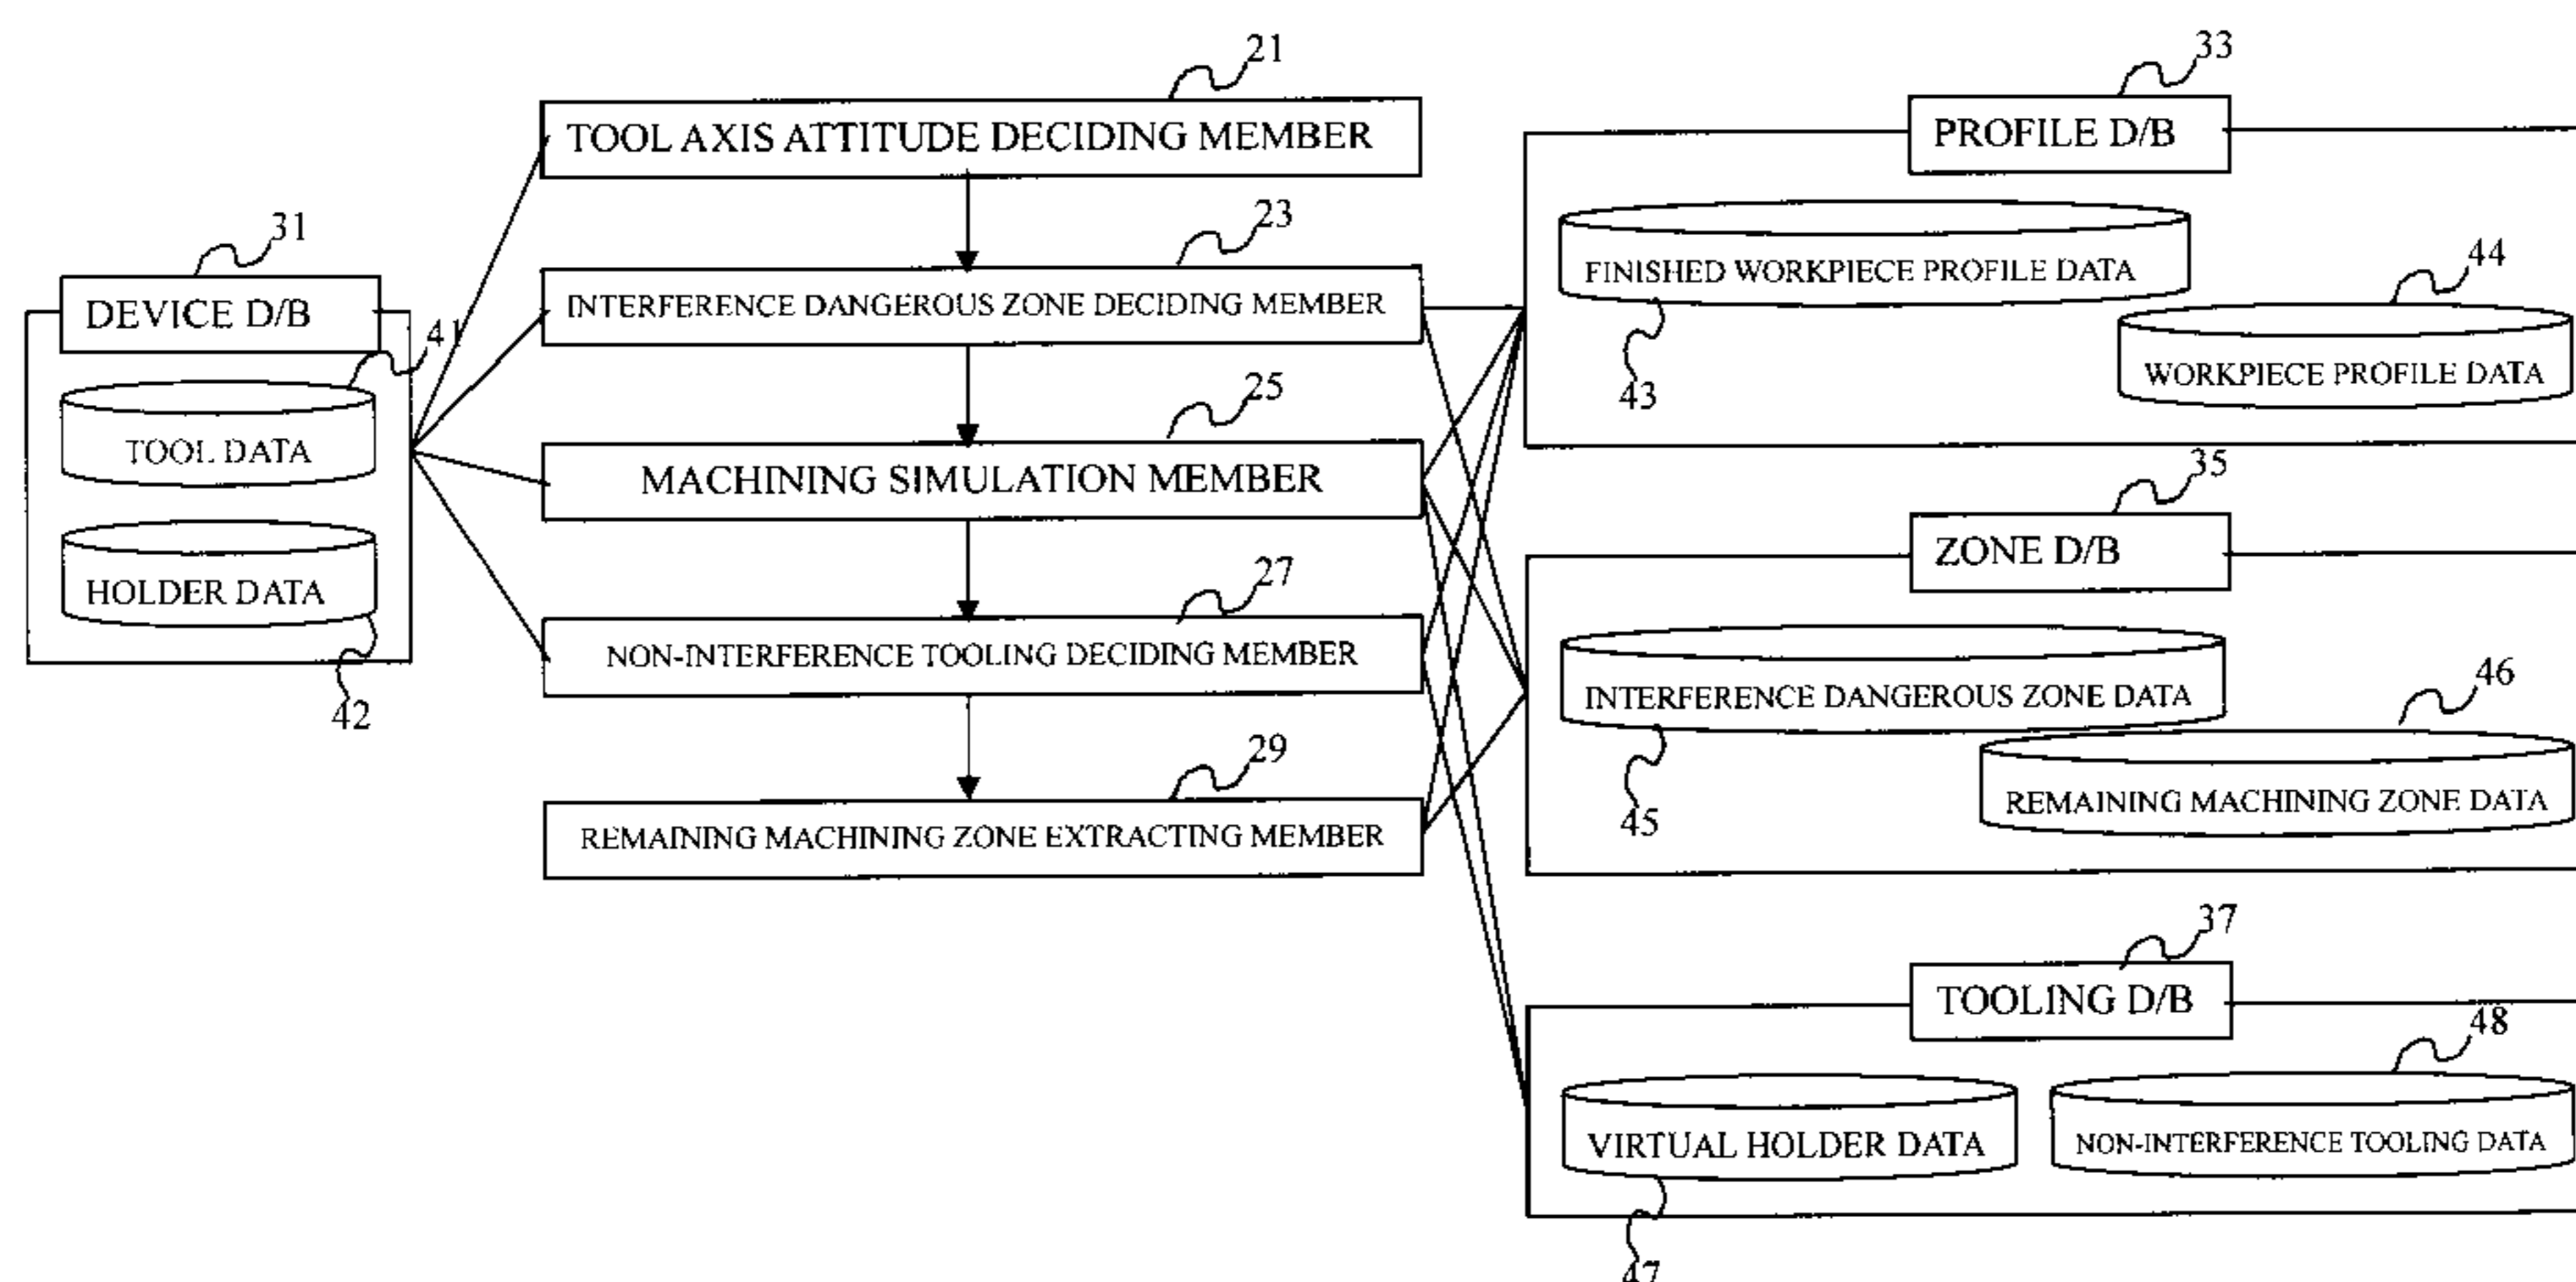 31
DEVICE D/B
41
TOOL DATA
HOLDER DATA
42
21
TOOL AXIS ATTITUDE DECIDING MEMBER
23
INTERFERENCE DANGEROUS ZONE DECIDING MEMBER
25
MACHINING SIMULATION MEMBER
27
NON-INTERFERENCE TOOLING DECIDING MEMBER
29
REMAINING MACHINING ZONE EXTRACTING MEMBER
33
PROFILE D/B
FINISHED WORKPIECE PROFILE DATA
43
44
WORKPIECE PROFILE DATA
35
ZONE D/B
INTERFERENCE DANGEROUS ZONE DATA
45
46
REMAINING MACHINING ZONE DATA
37
TOOLING D/B
48
VIRTUAL HOLDER DATA
NON-INTERFERENCE TOOLING DATA
47